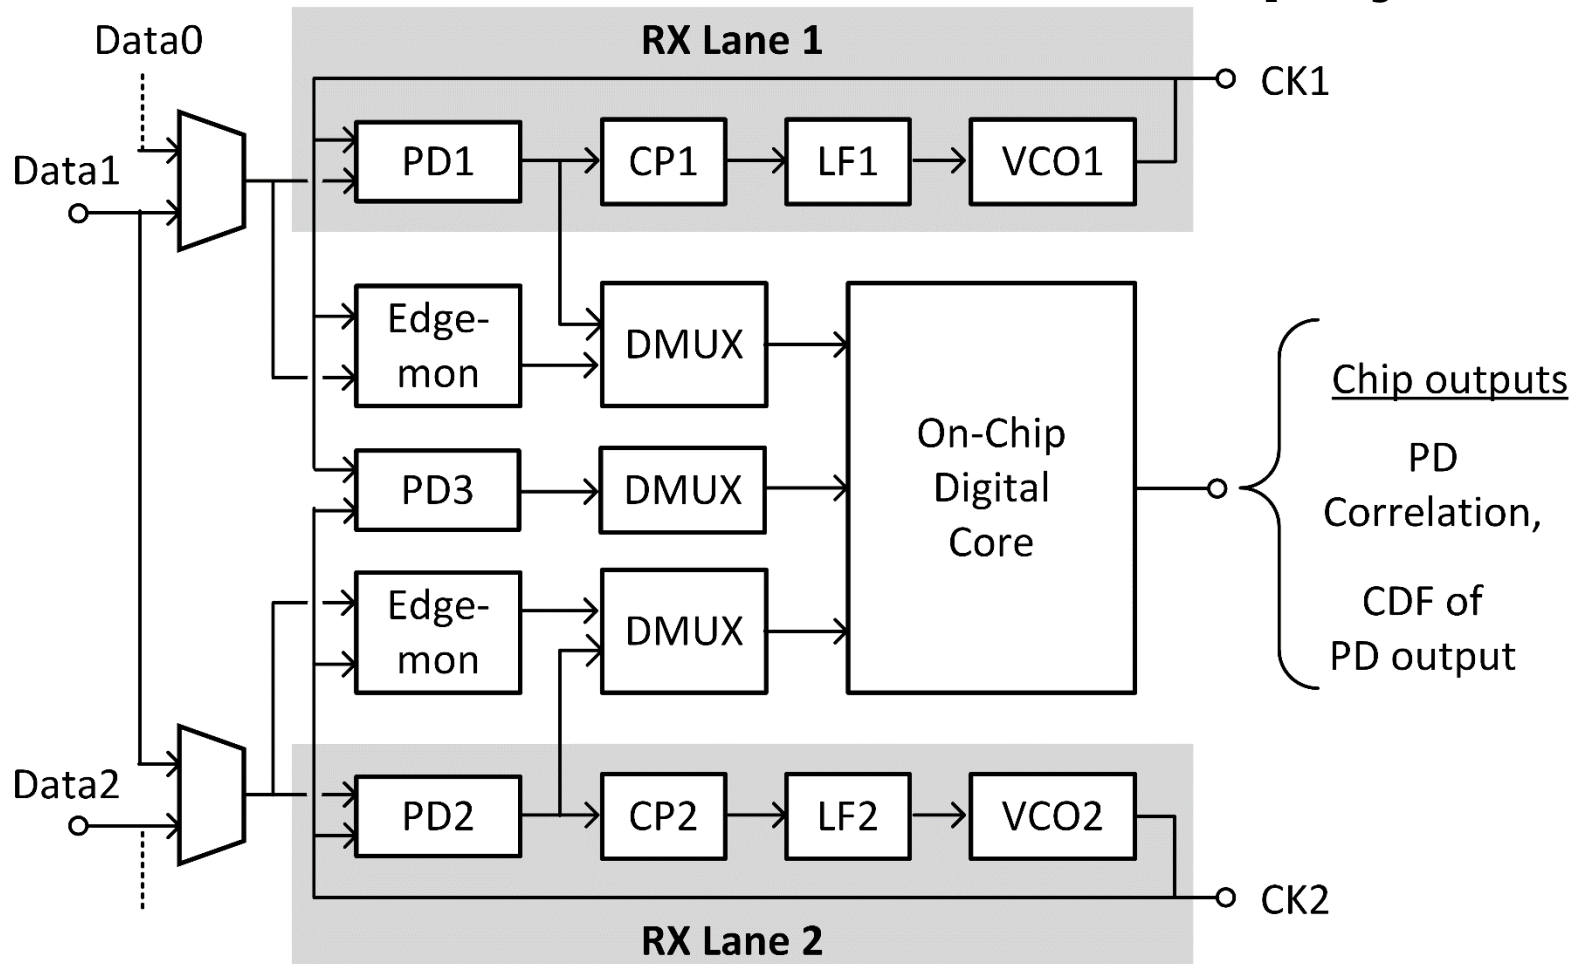 RX Lane 1
Data0
CK1
Data1
PD1
CP1
LF1
VCO1
Edge-
mon
DMUX
On-Chip
Digital
Core
Chip outputs
PD
Correlation,
CDF of
PD output
PD3
DMUX
Edge-
mon
DMUX
Data2
PD2
CP2
LF2
VCO2
CK2
RX Lane 2